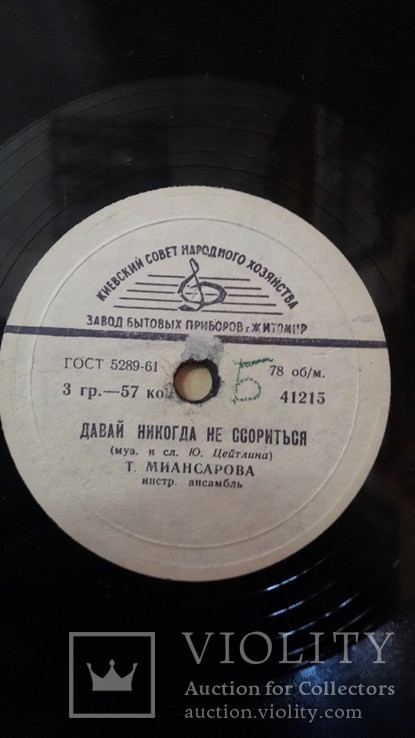 КИЕВСКИЙ СОВЕТ НАРОДНОГО ХОЗЯЙСТВА
ЗАВОД БЫТОВЫХ ПРИБОРОВ г. ЖИТОМИР
ГОСТ 5289-61
78 об/м.
3 гр.—57 ко
Б
41215
ДАВАЙ НИКОГДА НЕ ССОРИТЬСЯ
(муз. и сл. Ю. Цейтлина)
Т. МИАНСАРОВА
инстр. ансамбль
VIOLITY
Auction for Collectors
auction.violity.com